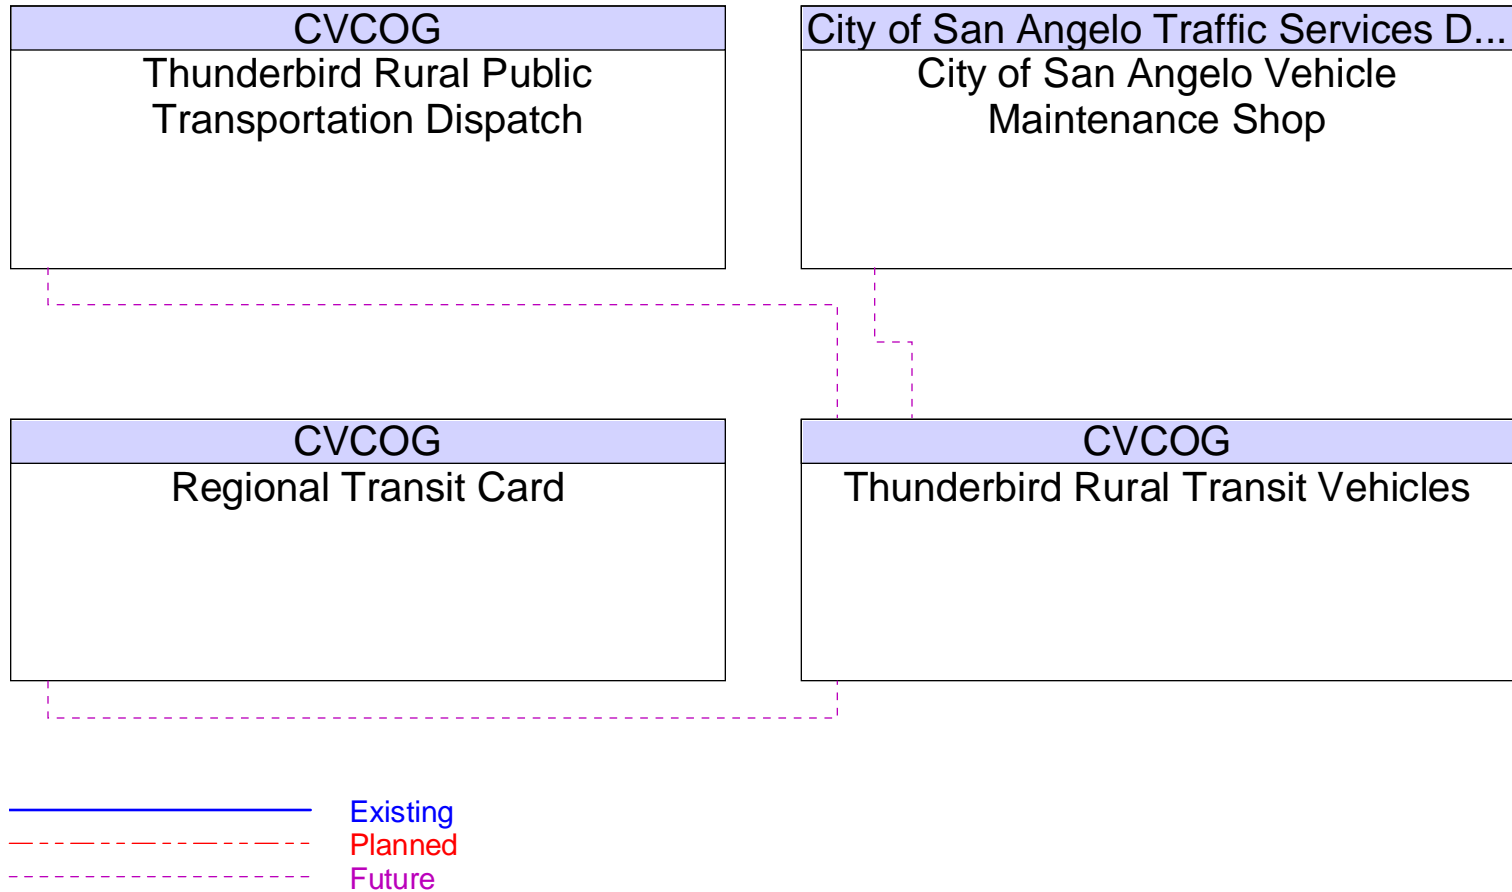 CVCOG
Thunderbird Rural Public
Transportation Dispatch
City of San Angelo Traffic Services D...
City of San Angelo Vehicle
Maintenance Shop
CVCOG
Regional Transit Card
CVCOG
Thunderbird Rural Transit Vehicles
Existing
Planned
Future